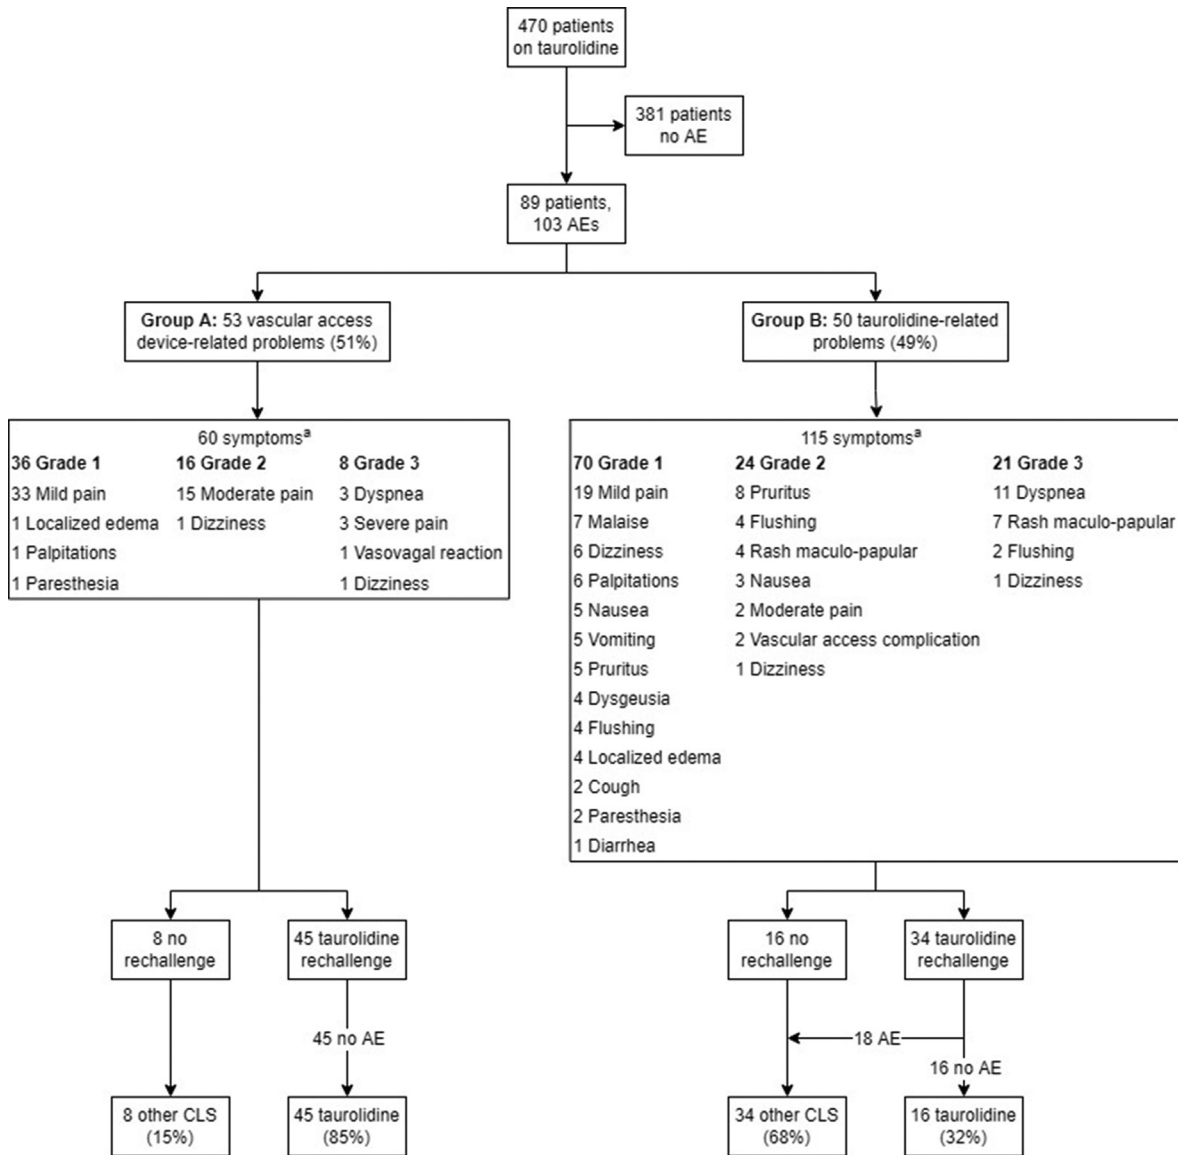 470 patients
on taurolidine
381 patients
no AE
89 patients,
103 AEs
Group A: 53 vascular access
device-related problems (51%)
Group B: 50 taurolidine-related
problems (49%)
60 symptomsa
36 Grade 1
33 Mild pain
1 Localized edema
1 Palpitations
1 Paresthesia
16 Grade 2
15 Moderate pain
1 Dizziness
8 Grade 3
3 Dyspnea
3 Severe pain
1 Vasovagal reaction
1 Dizziness
115 symptomsa
70 Grade 1
19 Mild pain
7 Malaise
6 Dizziness
6 Palpitations
5 Nausea
5 Vomiting
5 Pruritus
4 Dysgeusia
4 Flushing
4 Localized edema
2 Cough
2 Paresthesia
1 Diarrhea
24 Grade 2
8 Pruritus
4 Flushing
4 Rash maculo-papular
3 Nausea
2 Moderate pain
2 Vascular access complication
1 Dizziness
21 Grade 3
11 Dyspnea
7 Rash maculo-papular
2 Flushing
1 Dizziness
8 no
rechallenge
45 taurolidine
rechallenge
45 no AE
8 other CLS
(15%)
45 taurolidine
(85%)
16 no
rechallenge
34 taurolidine
rechallenge
18 AE
16 no AE
34 other CLS
(68%)
16 taurolidine
(32%)